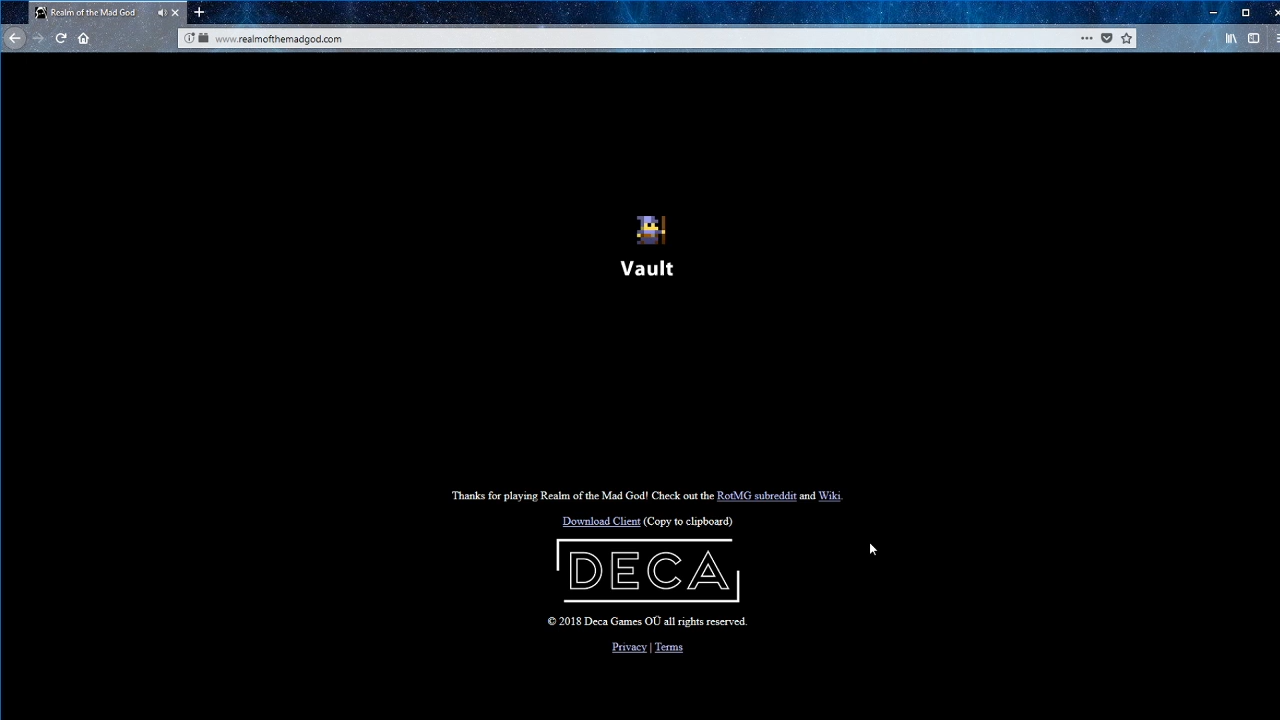 Realm of the Mad God
www.realmofthemadgod.com
Vault
Thanks for playing Realm of the Mad God! Check out the RotMG subreddit and Wiki.
Download Client (Copy to clipboard)
DECA
© 2018 Deca Games OÜ all rights reserved.
Privacy | Terms